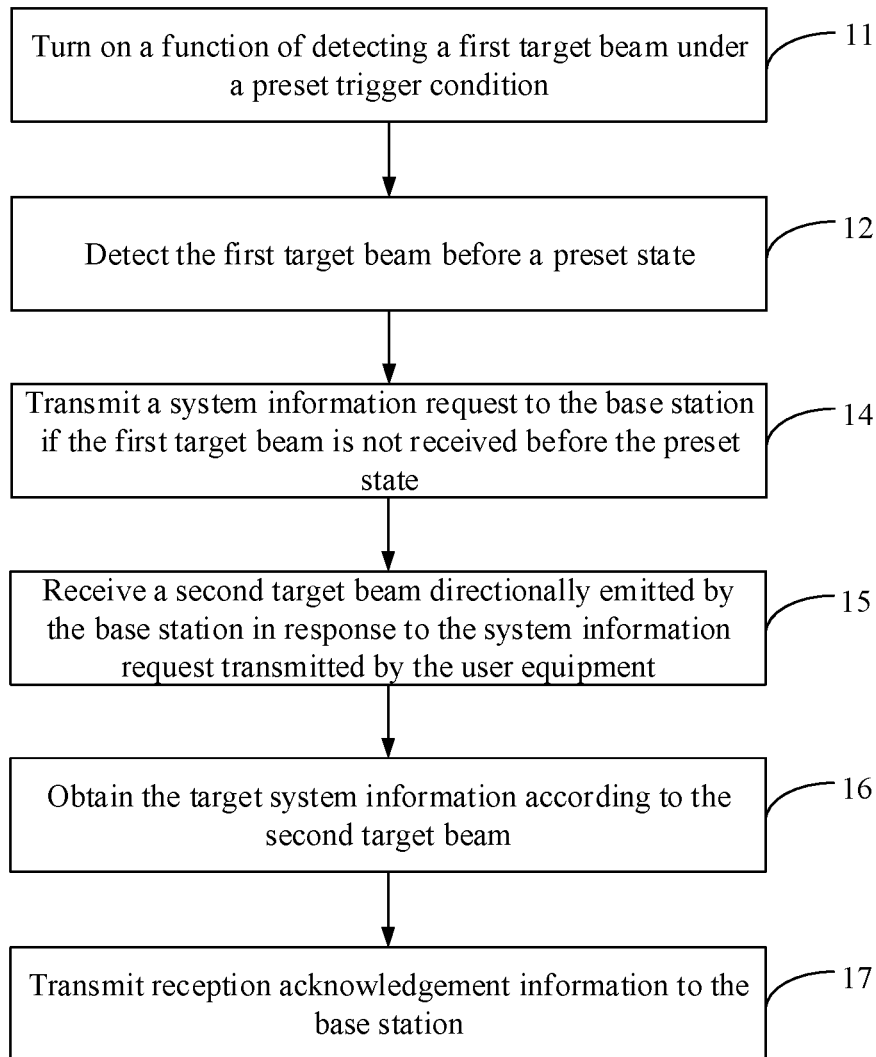 Turn on a function of detecting a first target beam under
a preset trigger condition
11
Detect the first target beam before a preset state
12
Transmit a system information request to the base station
if the first target beam is not received before the preset
state
14
Receive a second target beam directionally emitted by
the base station in response to the system information
request transmitted by the user equipment
15
Obtain the target system information according to the
second target beam
16
Transmit reception acknowledgement information to the
base station
17